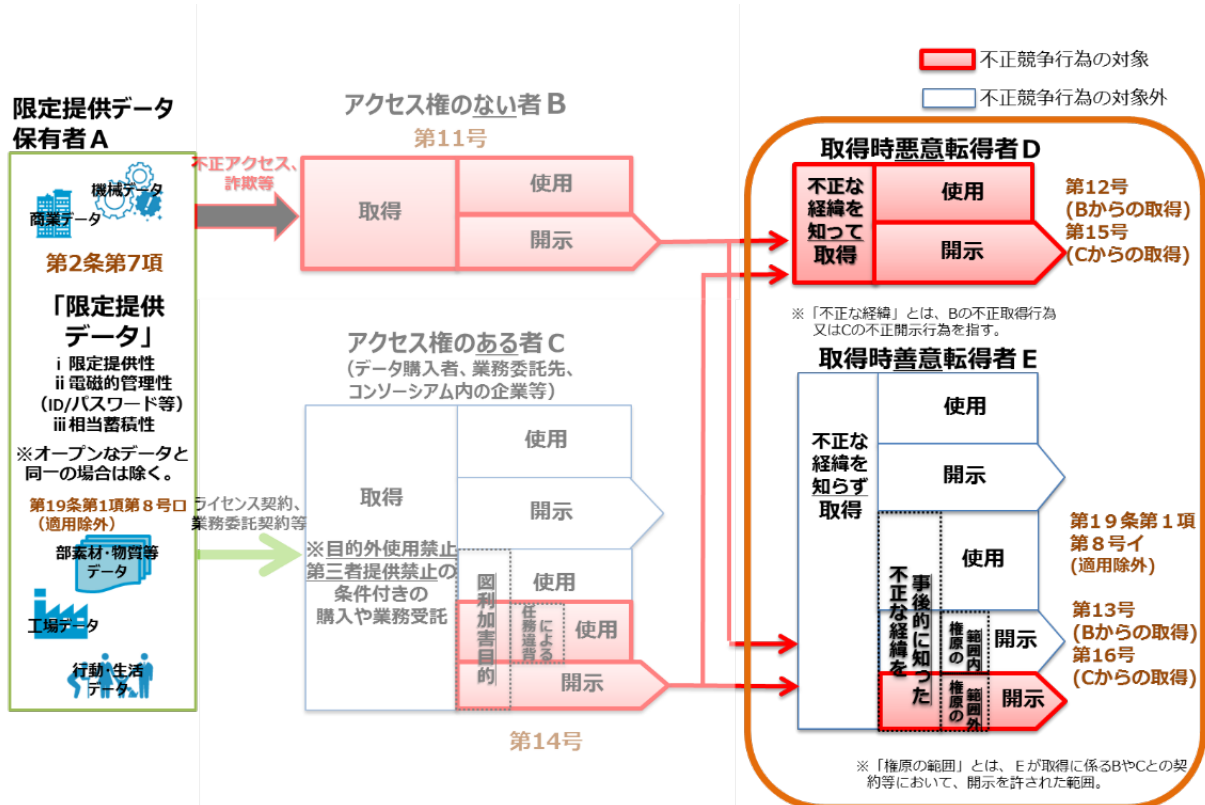 不正競争行為の対象
不正競争行為の対象外
限定提供データ
保有者A
機械データ
商業データ
第2条第7項
「限定提供
データ」
ⅰ 限定提供性
ⅱ 電磁的管理性
（ID/パスワード等）
ⅲ 相当蓄積性
※オープンなデータと
同一の場合は除く。
第19条第1項第８号ロ
（適用除外）
部素材・物質等
データ
工場データ
行動・生活
データ
アクセス権のない者Ｂ
第11号
不正アクセス、
詐欺等
取得
使用
開示
アクセス権のある者Ｃ
（データ購入者、業務委託先、
コンソーシアム内の企業等）
ライセンス契約、
業務委託契約等
取得
※目的外使用禁止
第三者提供禁止の
条件付きの
購入や業務受託
使用
開示
図利加害目的
使用
任務違背
による
使用
開示
第14号
取得時悪意転得者Ｄ
不正な
経緯を
知って
取得
使用
開示
第12号
(Bからの取得)
第15号
(Cからの取得)
※「不正な経緯」とは、Bの不正取得行為
又はCの不正開示行為を指す。
取得時善意転得者Ｅ
不正な
経緯を
知らず
取得
使用
開示
事後的に知った
不正な経緯を
使用
権原の
範囲内
開示
権原の
範囲外
開示
第１９条第１項
第８号イ
(適用除外)
第13号
(Bからの取得)
第16号
(Cからの取得)
※「権原の範囲」とは、Ｅが取得に係るBやCとの契
約等において、開示を許された範囲。